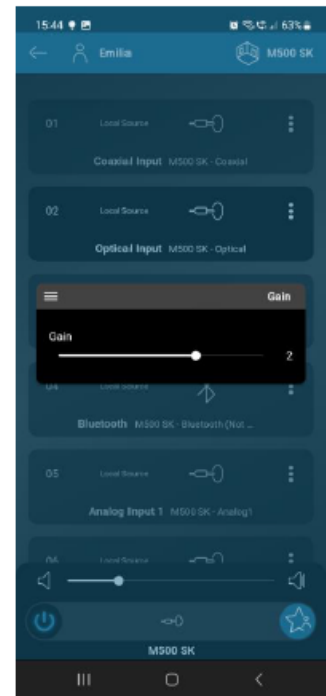 15:44 63%
Emilia M500 SK
01 Local Source
Coaxial Input M500 SK - Coaxial
02 Local Source
Optical Input M500 SK - Optical
Gain
Gain
2
04 Local Source
Bluetooth M500 SK - Bluetooth (Not ...
05 Local Source
Analog Input 1 M500 SK - Analog1
06 Local Source
M500 SK